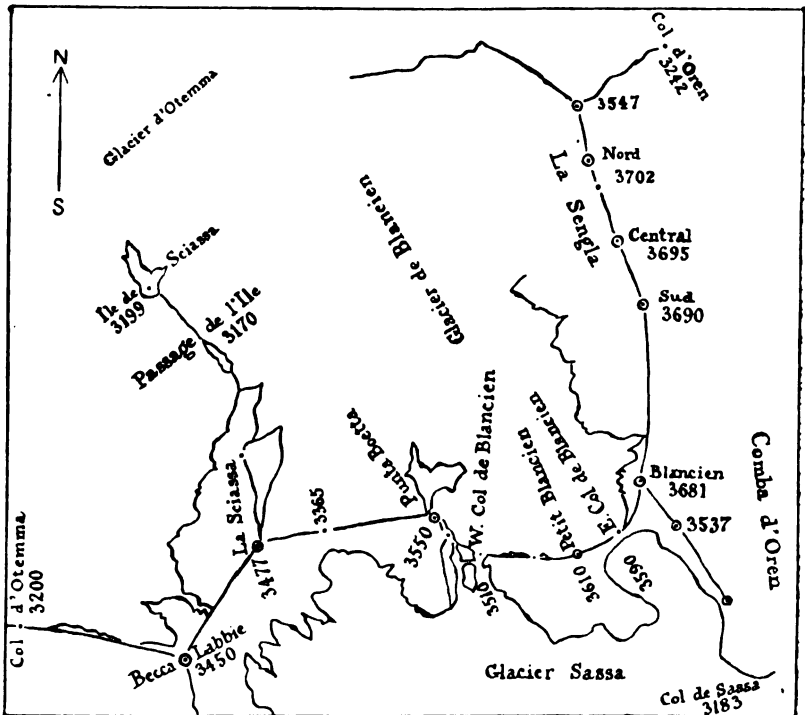 N
S
Glacier d'Otemma
Col d'Oren
3242
3547
Nord
3702
La Sengla
Central
3695
Sud
3690
Glacier de Blancien
Ile de Sciassa
3199
Passage de l'Ile
3170
La Sciassa
3477
3365
Punta Boetta
3550
W. Col de Blancien
3510
Petit Blancien
3610
E. Col de Blancien
3590
Blancien
3681
3537
Comba d'Oren
Col d'Otemma
3200
Becca Labbie
3450
Glacier Sassa
Col de Sassa
3183